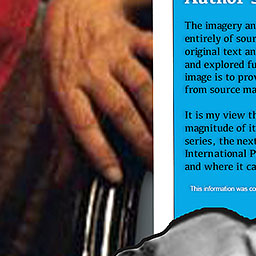 Author's
The imagery an
entirely of sour
original text an
and explored fu
image is to prov
from source ma
It is my view th
magnitude of it
series, the next
International P
and where it ca
This information was co